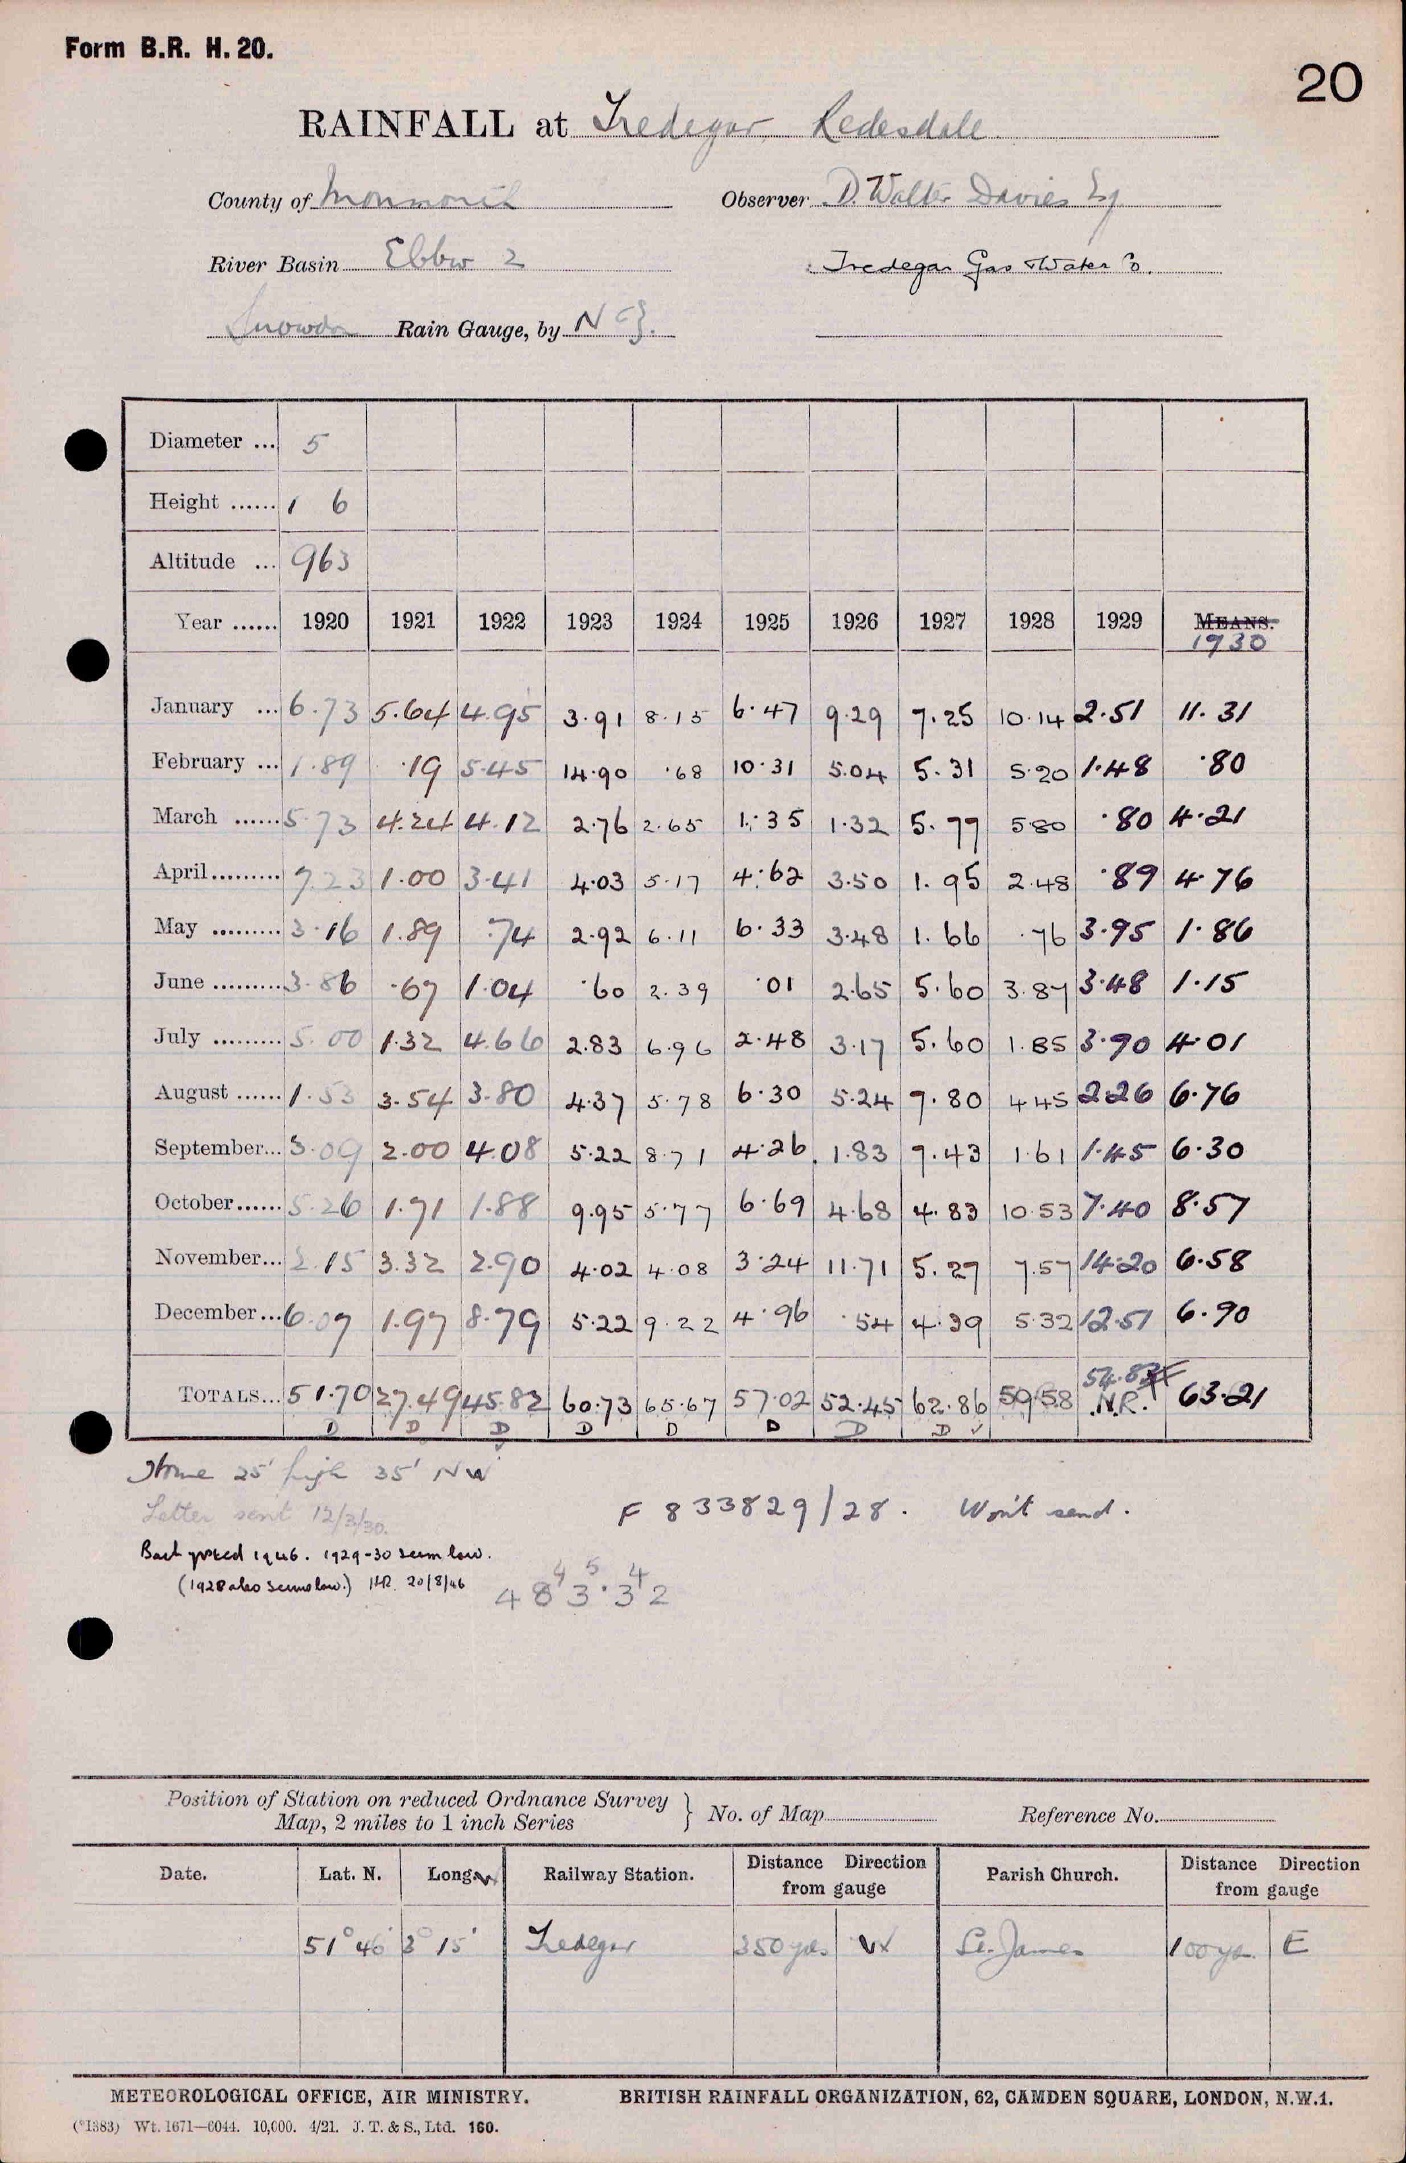 Form B.R. H. 20.
20
RAINFALL at Tredegar, Redesdale
County of Monmouth Observer D. Walter Davies Esq
River Basin Ebbw 2 Tredegar Gas & Water Co.
Snowdon Rain Gauge, by N & Z.
Diameter ... 5
Height ...... 1 6
Altitude ... 963
Year ...... 1920 1921 1922 1923 1924 1925 1926 1927 1928 1929 MEANS. 1930
January ... 6.73 5.64 4.95 3.91 8.15 6.47 9.29 7.25 10.14 2.51 11.31
February ... 1.89 .19 5.45 14.90 .68 10.31 5.04 5.31 5.20 1.48 .80
March ...... 5.73 4.24 4.12 2.76 2.65 1.35 1.32 5.77 5.80 .80 4.21
April......... 7.23 1.00 3.41 4.03 5.17 4.62 3.50 1.95 2.48 .89 4.76
May ......... 3.16 1.89 .74 2.92 6.11 6.33 3.48 1.66 .76 3.95 1.86
June ......... 3.86 .67 1.04 .60 2.39 .01 2.65 5.60 3.87 3.48 1.15
July ......... 5.00 1.32 4.66 2.83 6.96 2.48 3.17 5.60 1.85 3.90 4.01
August ...... 1.53 3.54 3.80 4.37 5.78 6.30 5.24 7.80 4.45 2.26 6.76
September... 3.09 2.00 4.08 5.22 8.71 4.26 1.83 7.43 1.61 1.45 6.30
October...... 5.26 1.71 1.88 9.95 5.77 6.69 4.68 4.83 10.53 7.40 8.57
November... 2.15 3.32 2.90 4.02 4.08 3.24 11.71 5.27 7.57 14.20 6.58
December... 6.07 1.97 8.79 5.22 9.22 4.96 .54 4.39 5.32 12.51 6.90
54.83
TOTALS... 51.70 27.49 45.82 60.73 65.67 57.02 52.45 62.86 59.58 N.R. 63.21
D D D D D D D D ✓
Home 25' high 35' NW
Letter sent 12/3/30.
F 833829/28. Won't send.
Back posted 1946. 1929-30 seem low.
(1928 also seems low.) 20/8/46
4 5 4
483.32
Position of Station on reduced Ordnance Survey
Map, 2 miles to 1 inch Series } No. of Map Reference No.
Date. Lat. N. Long. W Railway Station. Distance Direction from gauge Parish Church. Distance Direction from gauge
51° 46' 3° 15' Tredegar 350 yds W St. James 100 yds. E
METEOROLOGICAL OFFICE, AIR MINISTRY. BRITISH RAINFALL ORGANIZATION, 62, CAMDEN SQUARE, LONDON, N.W.1.
(*1383) Wt. 1671—6044. 10,000. 4/21. J. T. & S., Ltd. 160.